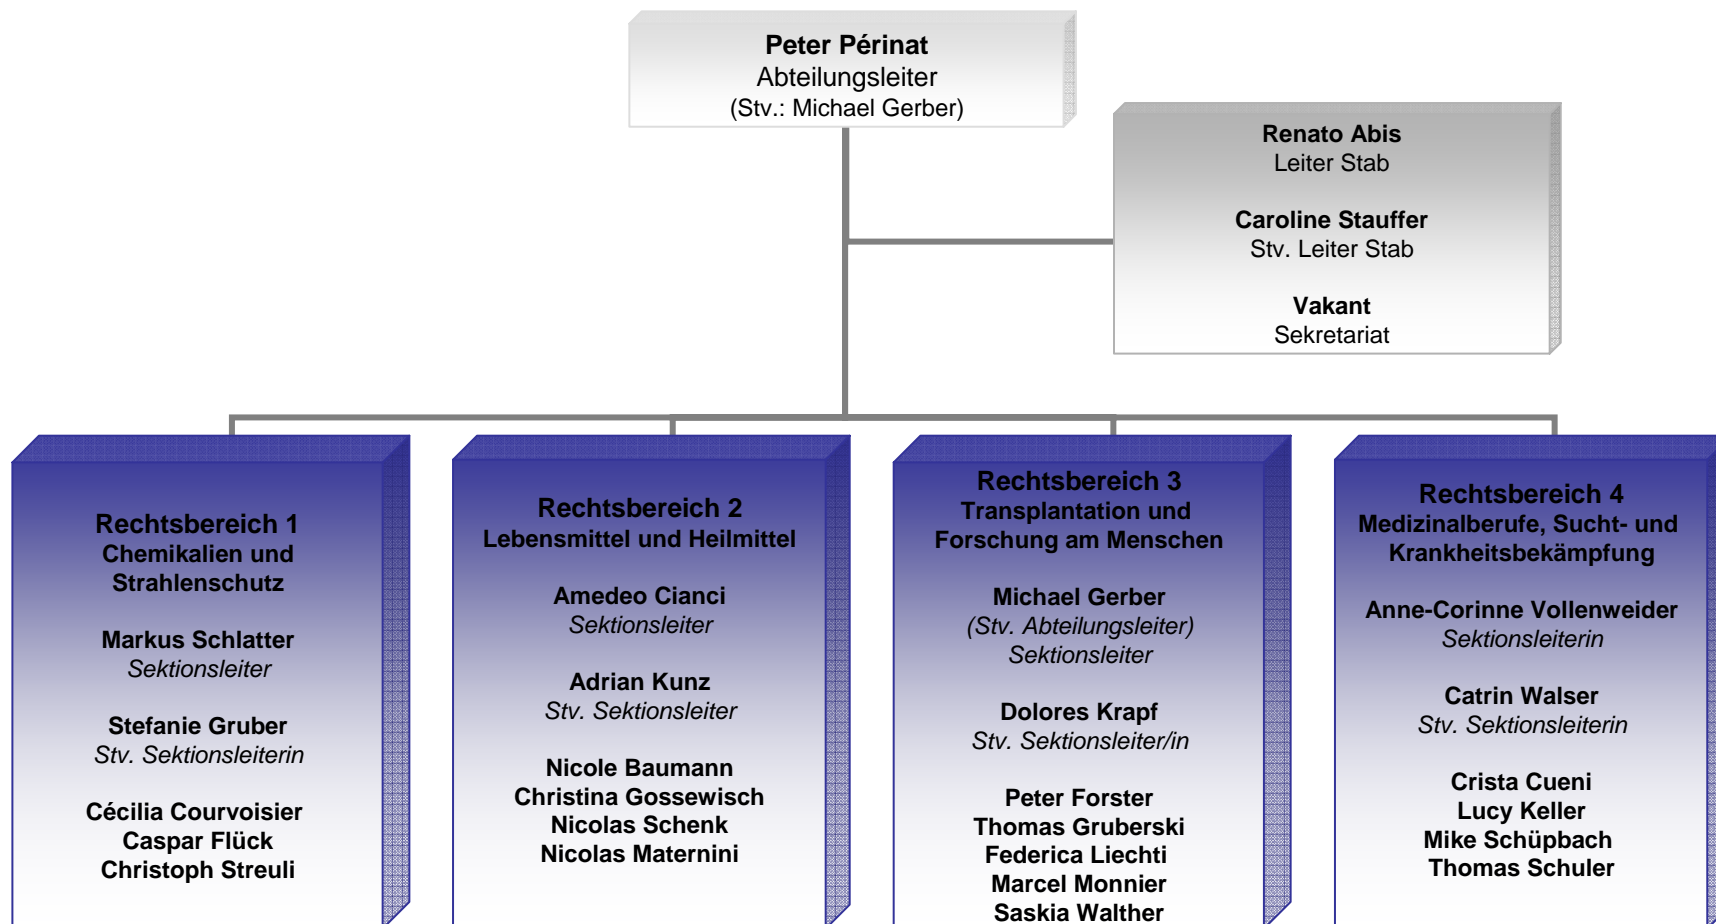 Peter Périnat
Abteilungsleiter
(Stv.: Michael Gerber)
Renato Abis
Leiter Stab
Caroline Stauffer
Stv. Leiter Stab
Vakant
Sekretariat
Rechtsbereich 1
Chemikalien und
Strahlenschutz
Markus Schlatter
Sektionsleiter
Stefanie Gruber
Stv. Sektionsleiterin
Cécilia Courvoisier
Caspar Flück
Christoph Streuli
Rechtsbereich 2
Lebensmittel und Heilmittel
Amedeo Cianci
Sektionsleiter
Adrian Kunz
Stv. Sektionsleiter
Nicole Baumann
Christina Gossewisch
Nicolas Schenk
Nicolas Maternini
Rechtsbereich 3
Transplantation und
Forschung am Menschen
Michael Gerber
(Stv. Abteilungsleiter)
Sektionsleiter
Dolores Krapf
Stv. Sektionsleiter/in
Peter Forster
Thomas Gruberski
Federica Liechti
Marcel Monnier
Saskia Walther
Rechtsbereich 4
Medizinalberufe, Sucht- und
Krankheitsbekämpfung
Anne-Corinne Vollenweider
Sektionsleiterin
Catrin Walser
Stv. Sektionsleiterin
Crista Cueni
Lucy Keller
Mike Schüpbach
Thomas Schuler